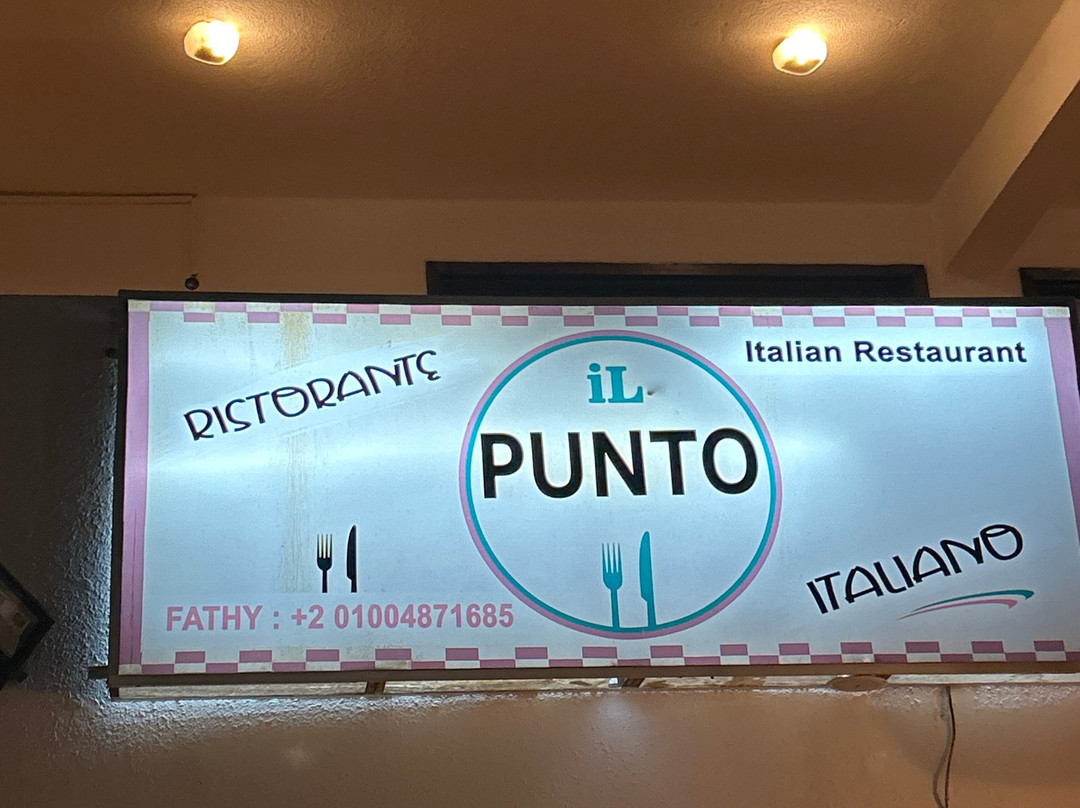 RISTORANTE
iL
PUNTO
Italian Restaurant
ITALIANO
FATHY : +2 01004871685